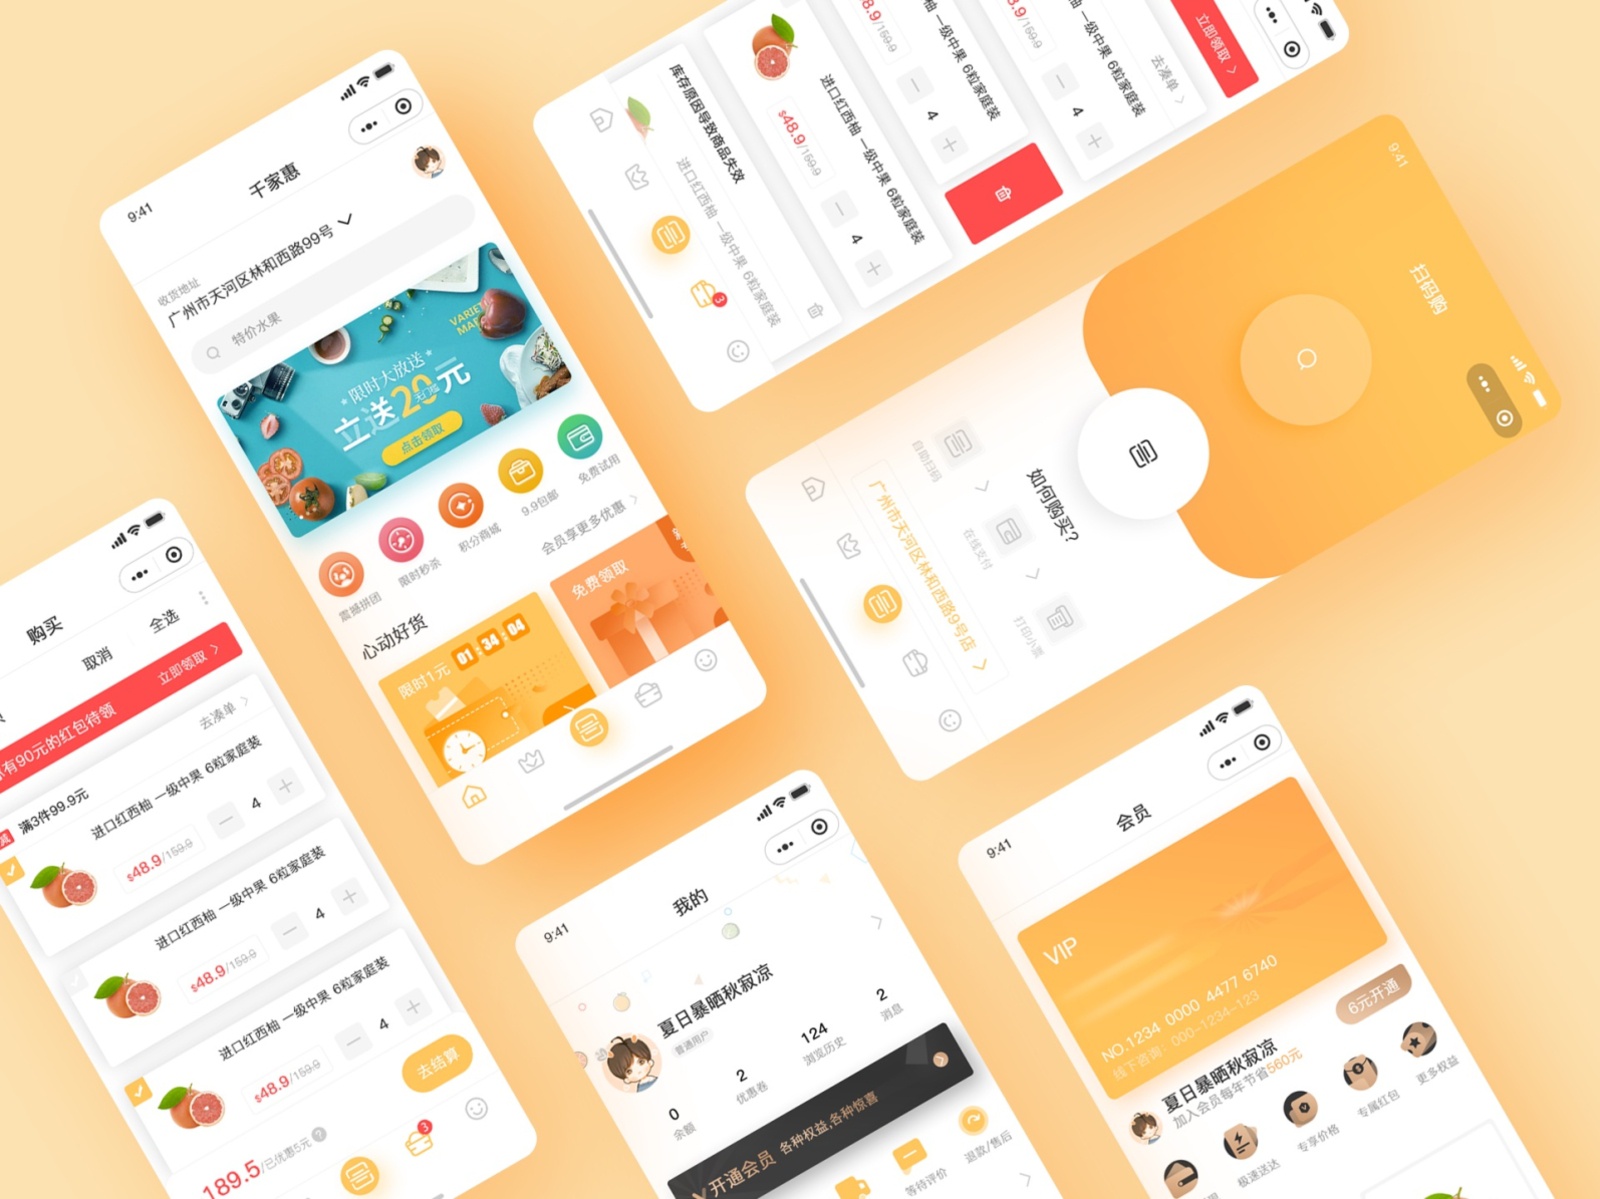 9:41
千家惠
收货地址
广州市天河区林和西路99号
特价水果
VARIET
限时大放送
立送20元
点击领取
震撼拼团
限时秒杀
积分商城
9.9包邮
免费试用
心动好货
会员享更多优惠
限时1元
01:34:04
免费领取
库存原因导致商品失效
进口红西柚 一级中果 6粒家庭装
进口红西柚 一级中果 6粒家庭装
$48.9/159.9
4
48.9/159.9
中果 6粒家庭装
4
8.9/159.9
中果 6粒家庭装
4
去凑单
立即领取
3
9:41
扫码购
如何购买?
自助扫码
在线支付
打印小票
广州市天河区林和西路9号店
购买
取消
全选
有90元的红包待领
立即领取
减
满3件99.9元
去凑单
进口红西柚 一级中果 6粒家庭装
$48.9/159.9
4
进口红西柚 一级中果 6粒家庭装
$48.9/159.9
4
进口红西柚 一级中果 6粒家庭装
$48.9/159.9
4
189.5/已优惠5元
?
去结算
3
9:41
我的
夏日暴晒秋寂凉
普通用户
0
余额
2
优惠卷
124
浏览历史
2
消息
开通会员 各种权益,各种惊喜
等待评价
退款/售后
9:41
会员
VIP
NO.1234 0000 4477 6740
线下咨询：000-1234-123
夏日暴晒秋寂凉
加入会员每年节省560元
6元开通
极速送达
专享价格
专属红包
更多权益